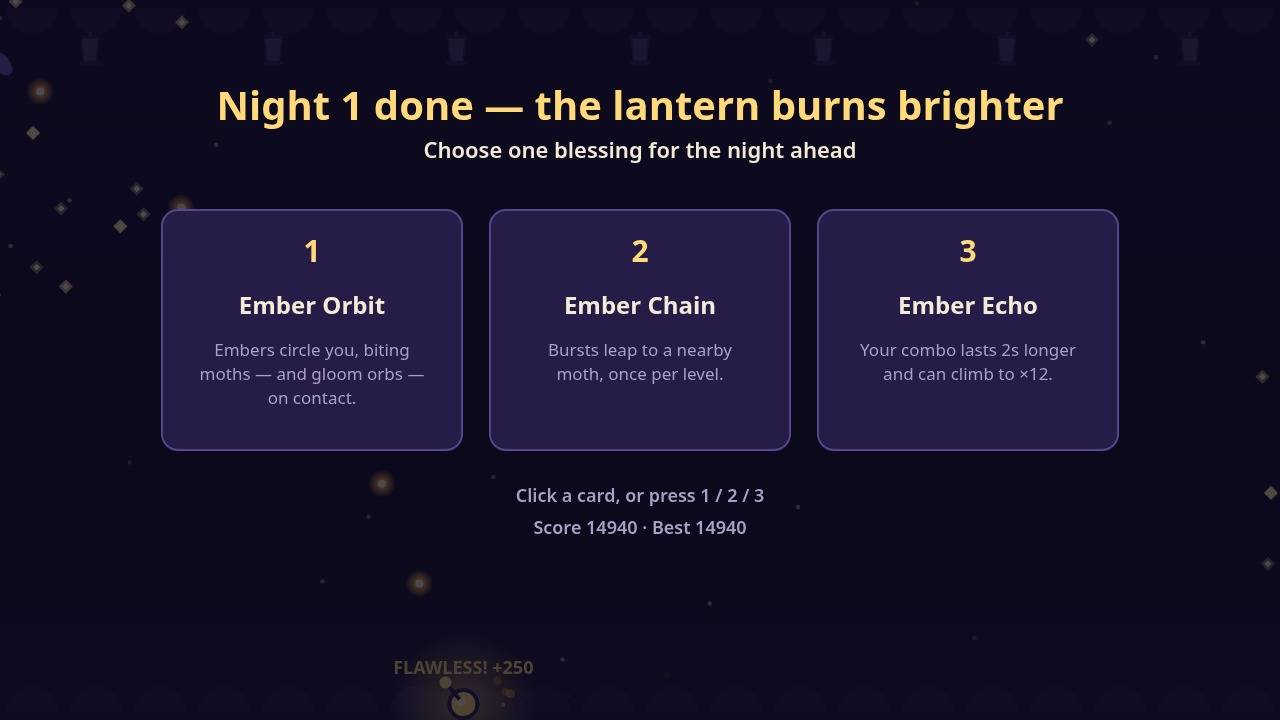 Night 1 done — the lantern burns brighter
Choose one blessing for the night ahead
1
Ember Orbit
Embers circle you, biting
moths — and gloom orbs —
on contact.
2
Ember Chain
Bursts leap to a nearby
moth, once per level.
3
Ember Echo
Your combo lasts 2s longer
and can climb to ×12.
Click a card, or press 1 / 2 / 3
Score 14940 · Best 14940
FLAWLESS! +250